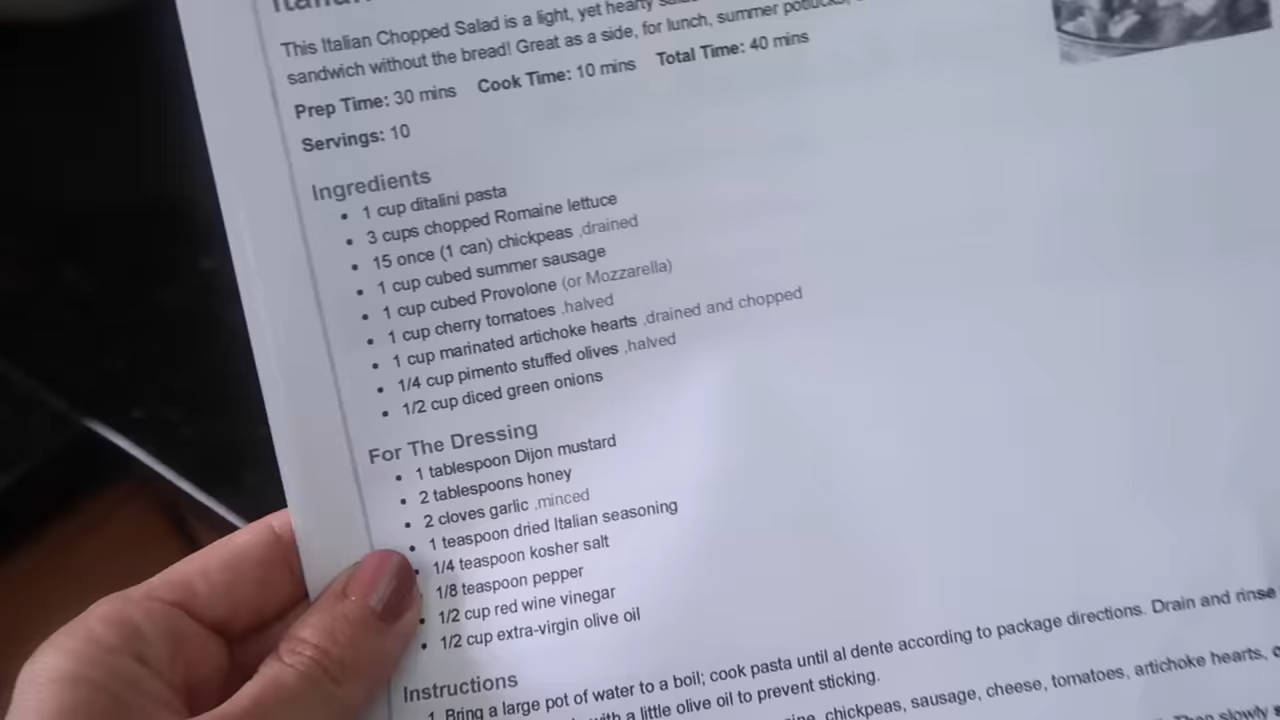 This Italian Chopped Salad is a light, yet hearty
sandwich without the bread! Great as a side, for lunch, summer potlucks,
Prep Time: 30 mins Cook Time: 10 mins Total Time: 40 mins
Servings: 10
Ingredients
• 1 cup ditalini pasta
• 3 cups chopped Romaine lettuce
• 15 once (1 can) chickpeas ,drained
• 1 cup cubed summer sausage
• 1 cup cubed Provolone (or Mozzarella)
• 1 cup cherry tomatoes ,halved
• 1 cup marinated artichoke hearts ,drained and chopped
• 1/4 cup pimento stuffed olives ,halved
• 1/2 cup diced green onions
For The Dressing
• 1 tablespoon Dijon mustard
• 2 tablespoons honey
• 2 cloves garlic ,minced
• 1 teaspoon dried Italian seasoning
• 1/4 teaspoon kosher salt
1/8 teaspoon pepper
• 1/2 cup red wine vinegar
• 1/2 cup extra-virgin olive oil
Instructions
1. Bring a large pot of water to a boil; cook pasta until al dente according to package directions. Drain and rinse
with a little olive oil to prevent sticking.
chickpeas, sausage, cheese, tomatoes, artichoke hearts,
Then slowly